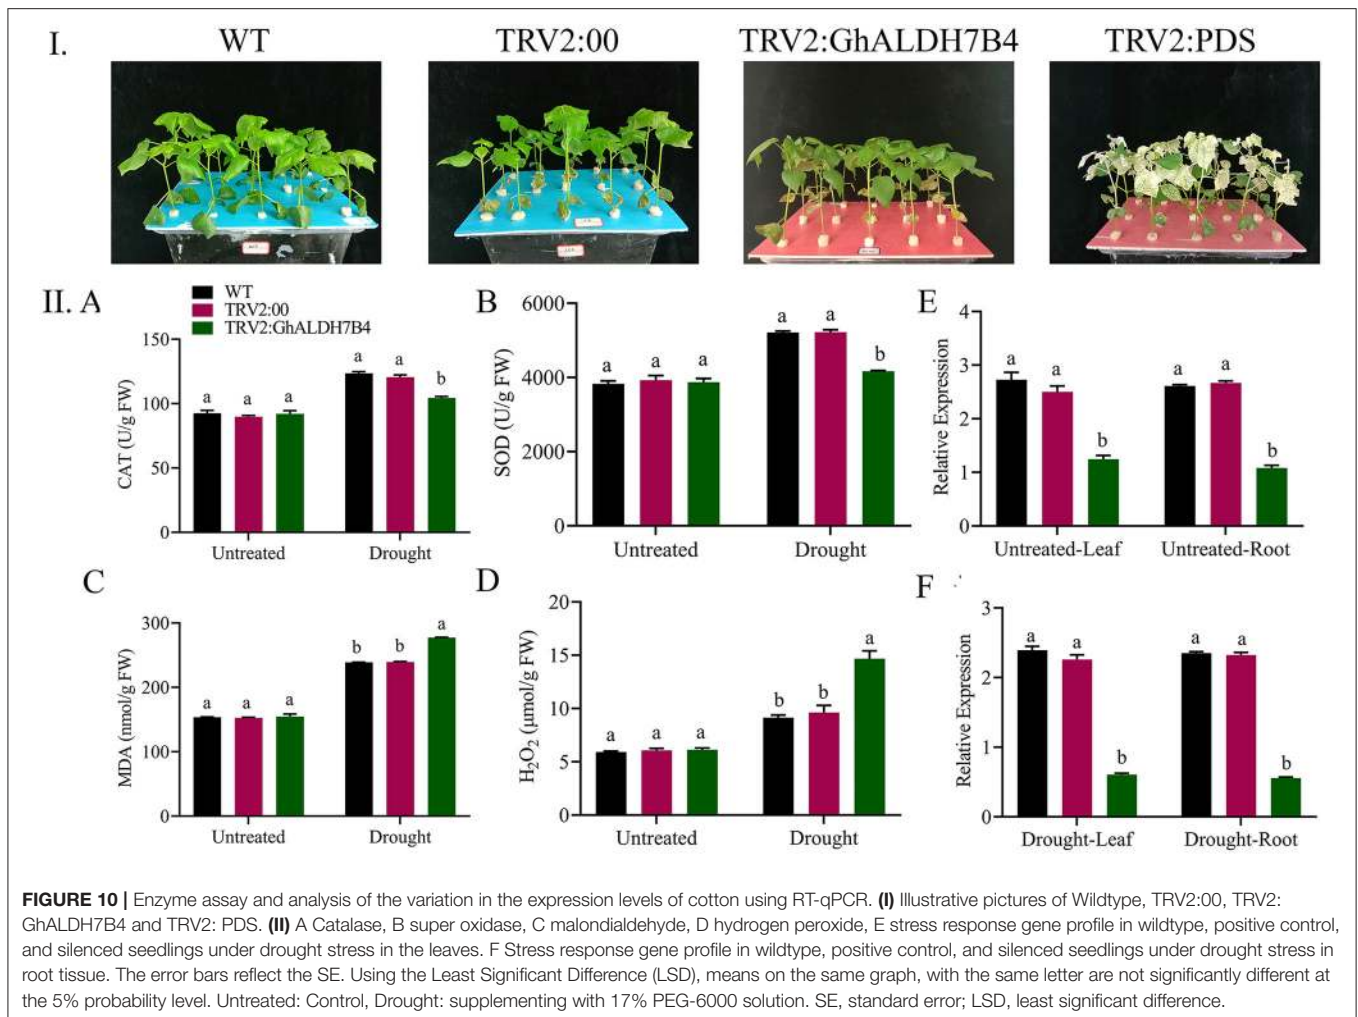 I. WT TRV2:00 TRV2:GhALDH7B4 TRV2:PDS
II. A
WT
TRV2:00
TRV2:GhALDH7B4
CAT (U/g FW)
150
100
50
0
a a a a a b
Untreated Drought
B
SOD (U/g FW)
6000
4000
2000
0
a a a a a b
Untreated Drought
E
Relative Expression
4
3
2
1
0
a a b a a b
Untreated-Leaf Untreated-Root
C
MDA (nmol/g FW)
300
200
100
0
a a a b b a
Untreated Drought
D
H₂O₂ (μmol/g FW)
20
15
10
5
0
a a a b b a
Untreated Drought
F
Relative Expression
3
2
1
0
a a b a a b
Drought-Leaf Drought-Root
FIGURE 10 | Enzyme assay and analysis of the variation in the expression levels of cotton using RT-qPCR. (I) Illustrative pictures of Wildtype, TRV2:00, TRV2:
GhALDH7B4 and TRV2: PDS. (II) A Catalase, B super oxidase, C malondialdehyde, D hydrogen peroxide, E stress response gene profile in wildtype, positive control,
and silenced seedlings under drought stress in the leaves. F Stress response gene profile in wildtype, positive control, and silenced seedlings under drought stress in
root tissue. The error bars reflect the SE. Using the Least Significant Difference (LSD), means on the same graph, with the same letter are not significantly different at
the 5% probability level. Untreated: Control, Drought: supplementing with 17% PEG-6000 solution. SE, standard error; LSD, least significant difference.